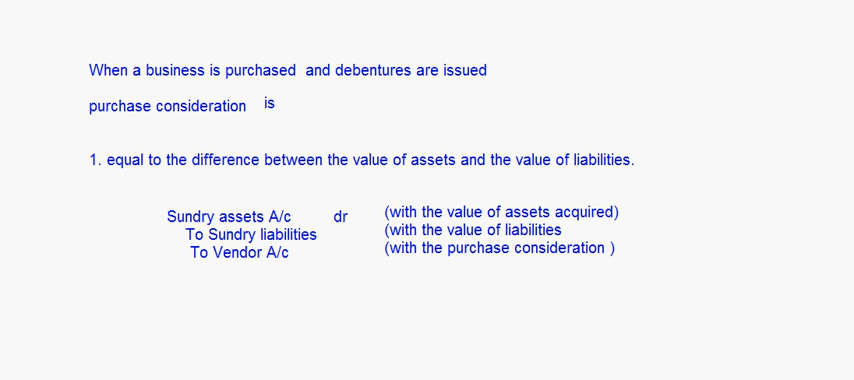 When a business is purchased and debentures are issued
purchase consideration is
1. equal to the difference between the value of assets and the value of liabilities.
Sundry assets A/c dr (with the value of assets acquired)
To Sundry liabilities (with the value of liabilities
To Vendor A/c (with the purchase consideration )